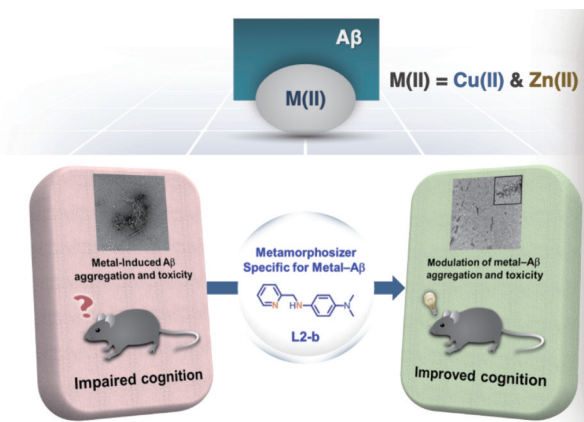 Aβ
M(II)
M(II) = Cu(II) & Zn(II)
Metal-Induced Aβ
aggregation and toxicity
?
Impaired cognition
Metamorphosizer
Specific for Metal–Aβ
N
HN
N
L2-b
Modulation of metal–Aβ
aggregation and toxicity
Improved cognition